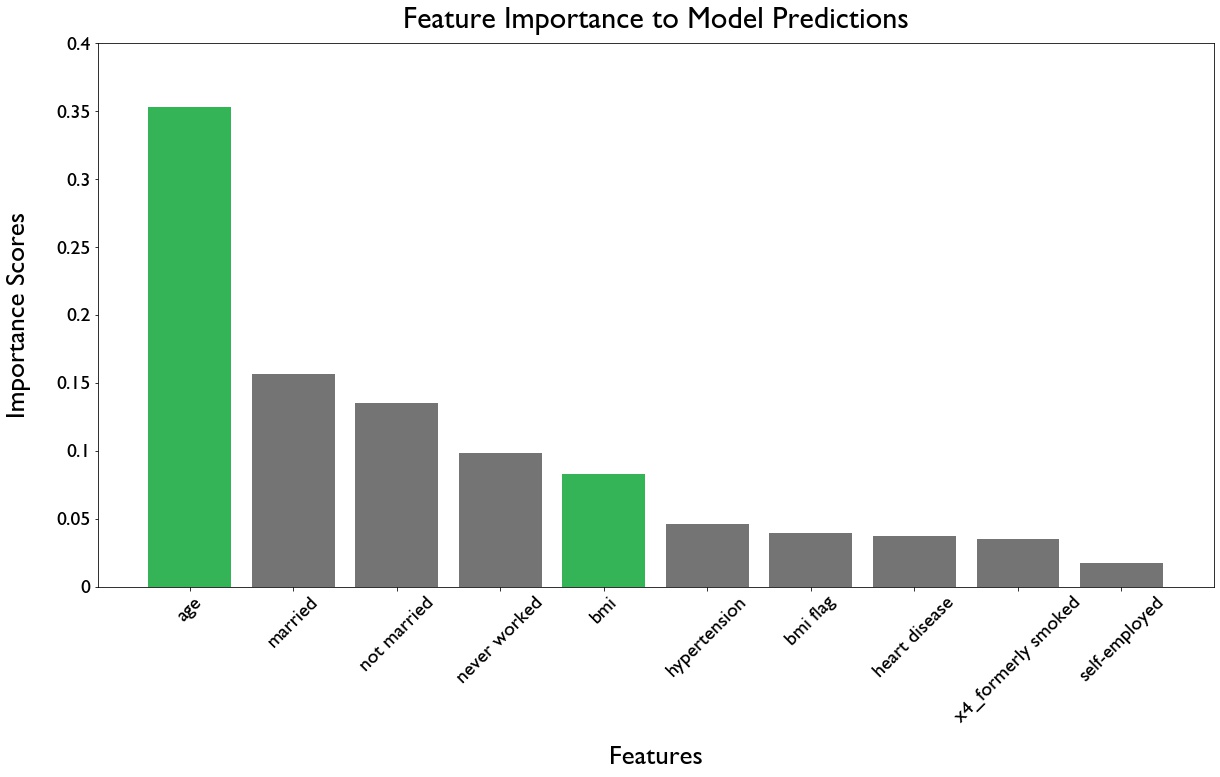 Feature Importance to Model Predictions
Importance Scores
0.4
0.35
0.3
0.25
0.2
0.15
0.1
0.05
0
age
married
not married
never worked
bmi
hypertension
bmi flag
heart disease
x4_formerly smoked
self-employed
Features